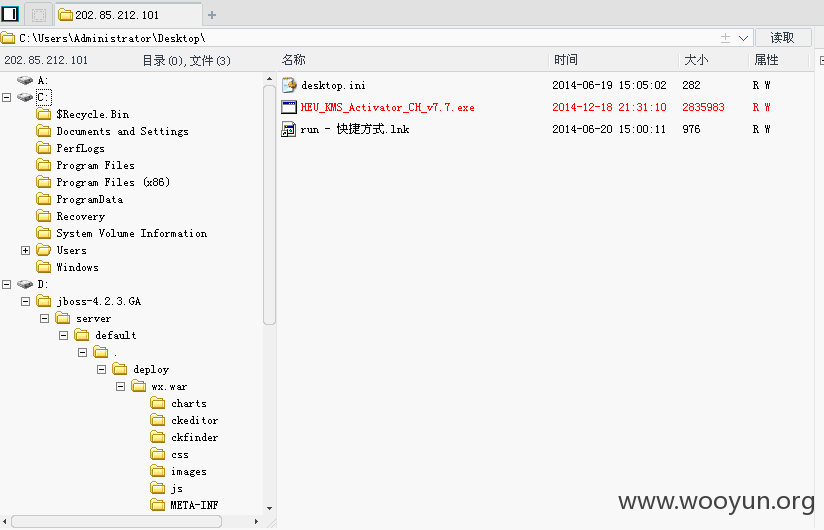 202.85.212.101
C:\Users\Administrator\Desktop\
读取
202.85.212.101 目录(0),文件(3)
名称 时间 大小 属性
A:
C:
$Recycle.Bin
Documents and Settings
PerfLogs
Program Files
Program Files (x86)
ProgramData
Recovery
System Volume Information
Users
Windows
D:
jboss-4.2.3.GA
server
default
.
deploy
wx.war
charts
ckeditor
ckfinder
css
images
js
META-INF
desktop.ini 2014-06-19 15:05:02 282 R W
HEU_KMS_Activator_CH_v7.7.exe 2014-12-18 21:31:10 2835983 R W
run - 快捷方式.lnk 2014-06-20 15:00:11 976 R W
www.wooyun.org